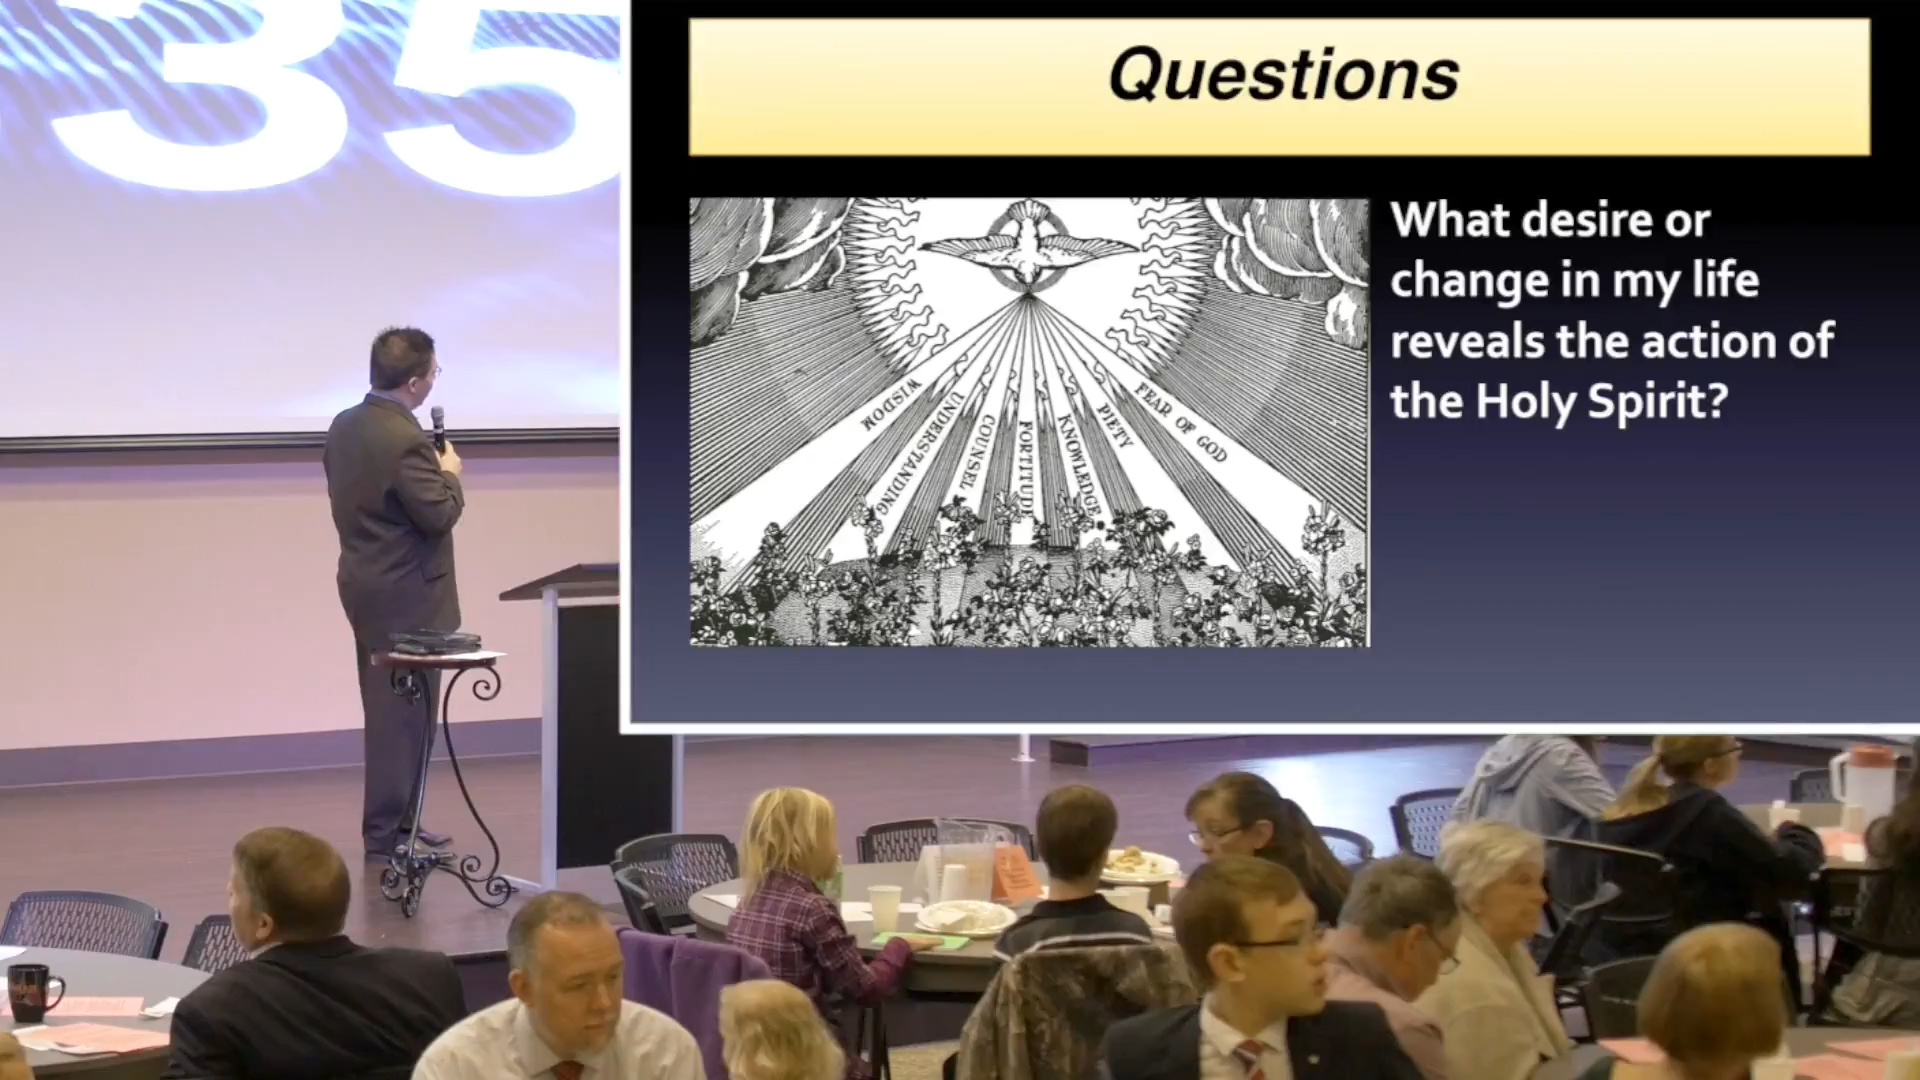 35
Questions
What desire or
change in my life
reveals the action of
the Holy Spirit?
WISDOM
UNDERSTANDING
COUNSEL
FORTITUDE
KNOWLEDGE
PIETY
FEAR OF GOD